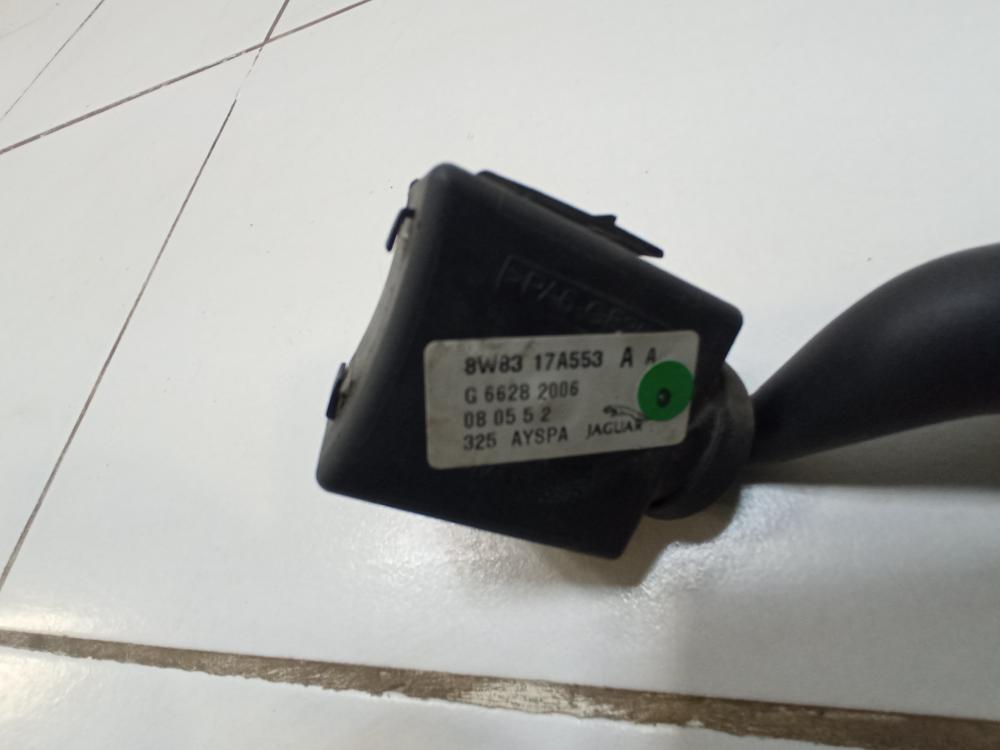 8W83 17A553 A A
G 6628 2006
08 05 5 2
325 AYSPA JAGUAR